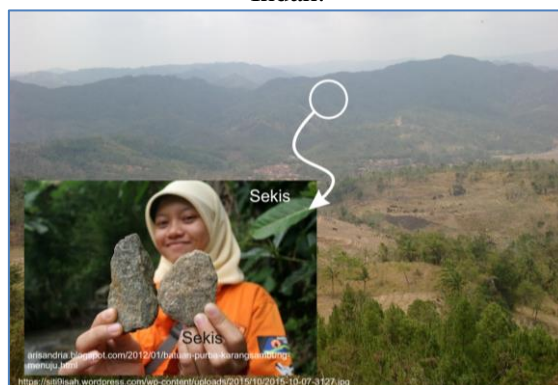 Indah.
Sekis
Sekis
arisandria.blogspot.com/2012/01/batuan-purba-karangsambung-
menuju.html
https://siti9isah.wordpress.com/wp-content/uploads/2015/10/2015-10-07-3127.jpg